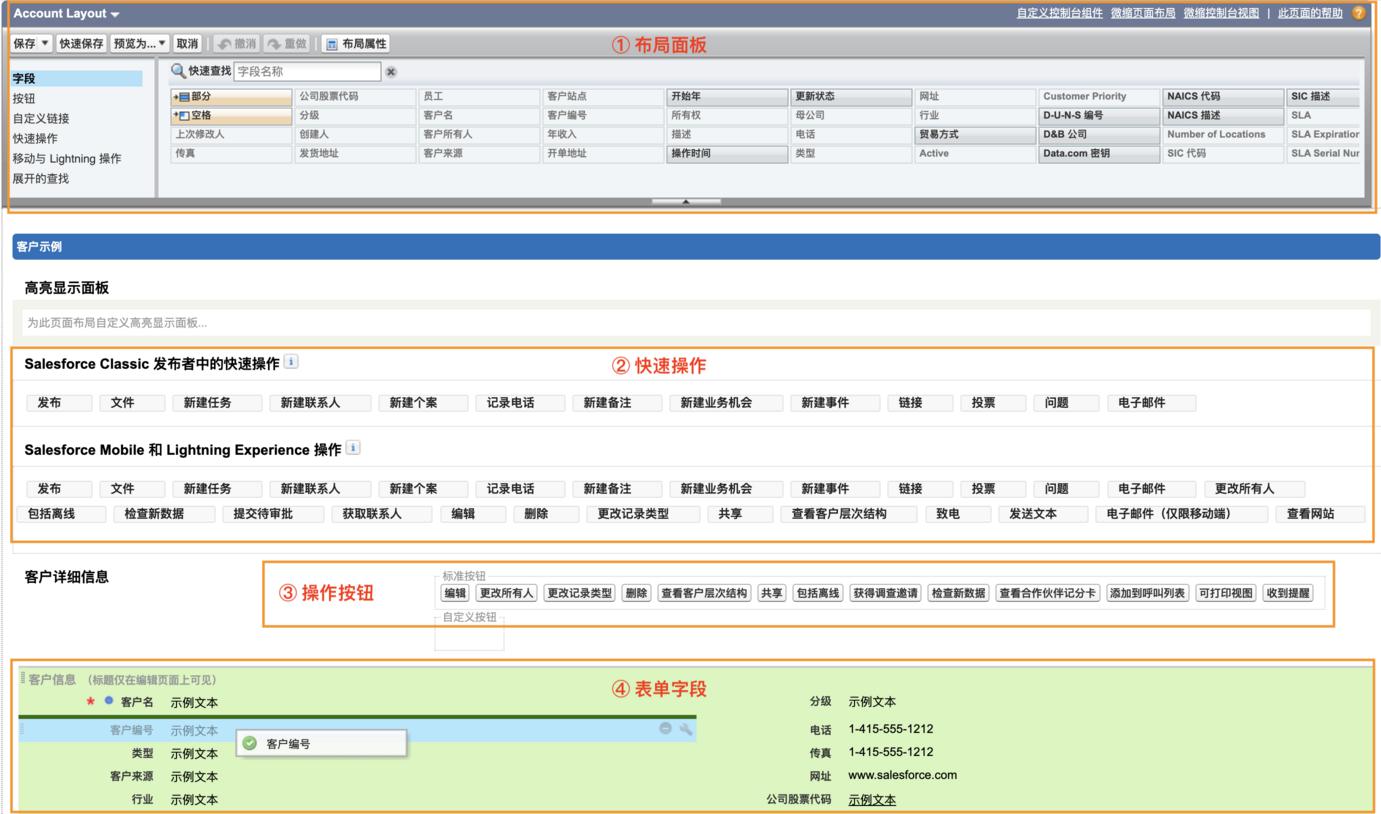 Account Layout 自定义控制台组件 微缩页面布局 微缩控制台视图 | 此页面的帮助 ?
保存 快速保存 预览为... 取消 撤消 重做 布局属性 ① 布局面板
字段
按钮
自定义链接
快速操作
移动与 Lightning 操作
展开的查找
快速查找 字段名称
部分 公司股票代码 员工 客户站点 开始年 更新状态 网址 Customer Priority NAICS 代码 SIC 描述
空格 分级 客户名 客户编号 所有权 母公司 行业 D-U-N-S 编号 NAICS 描述 SLA
上次修改人 创建人 客户所有人 年收入 描述 电话 贸易方式 D&B 公司 Number of Locations SLA Expiration
传真 发货地址 客户来源 开单地址 操作时间 类型 Active Data.com 密钥 SIC 代码 SLA Serial Nur
客户示例
高亮显示面板
为此页面布局自定义高亮显示面板...
Salesforce Classic 发布者中的快速操作 i ② 快速操作
发布 文件 新建任务 新建联系人 新建个案 记录电话 新建备注 新建业务机会 新建事件 链接 投票 问题 电子邮件
Salesforce Mobile 和 Lightning Experience 操作 i
发布 文件 新建任务 新建联系人 新建个案 记录电话 新建备注 新建业务机会 新建事件 链接 投票 问题 电子邮件 更改所有人
包括离线 检查新数据 提交待审批 获取联系人 编辑 删除 更改记录类型 共享 查看客户层次结构 致电 发送文本 电子邮件（仅限移动端） 查看网站
客户详细信息
③ 操作按钮
标准按钮
编辑 更改所有人 更改记录类型 删除 查看客户层次结构 共享 包括离线 获得调查邀请 检查新数据 查看合作伙伴记分卡 添加到呼叫列表 可打印视图 收到提醒
自定义按钮
客户信息 （标题仅在编辑页面上可见） ④ 表单字段
* 客户名 示例文本 分级 示例文本
客户编号 示例文本 电话 1-415-555-1212
客户编号
类型 示例文本 传真 1-415-555-1212
客户来源 示例文本 网址 www.salesforce.com
行业 示例文本 公司股票代码 示例文本